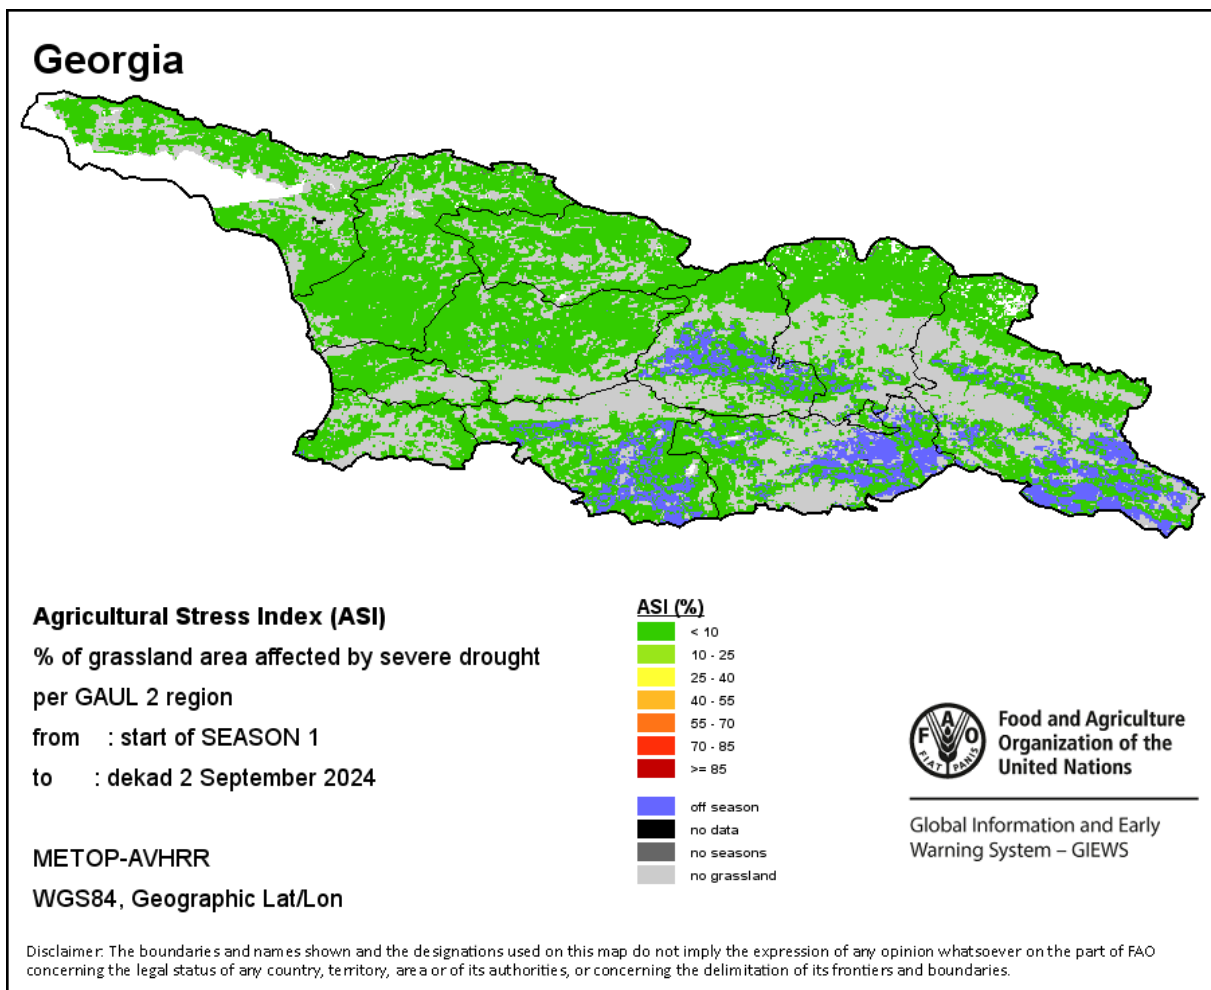 Georgia
Agricultural Stress Index (ASI)
% of grassland area affected by severe drought
per GAUL 2 region
from : start of SEASON 1
to : dekad 2 September 2024
METOP-AVHRR
WGS84, Geographic Lat/Lon
ASI (%)
< 10
10 - 25
25 - 40
40 - 55
55 - 70
70 - 85
>= 85
off season
no data
no seasons
no grassland
F A O
FIAT PANIS
Food and Agriculture
Organization of the
United Nations
Global Information and Early
Warning System – GIEWS
Disclaimer: The boundaries and names shown and the designations used on this map do not imply the expression of any opinion whatsoever on the part of FAO
concerning the legal status of any country, territory, area or of its authorities, or concerning the delimitation of its frontiers and boundaries.